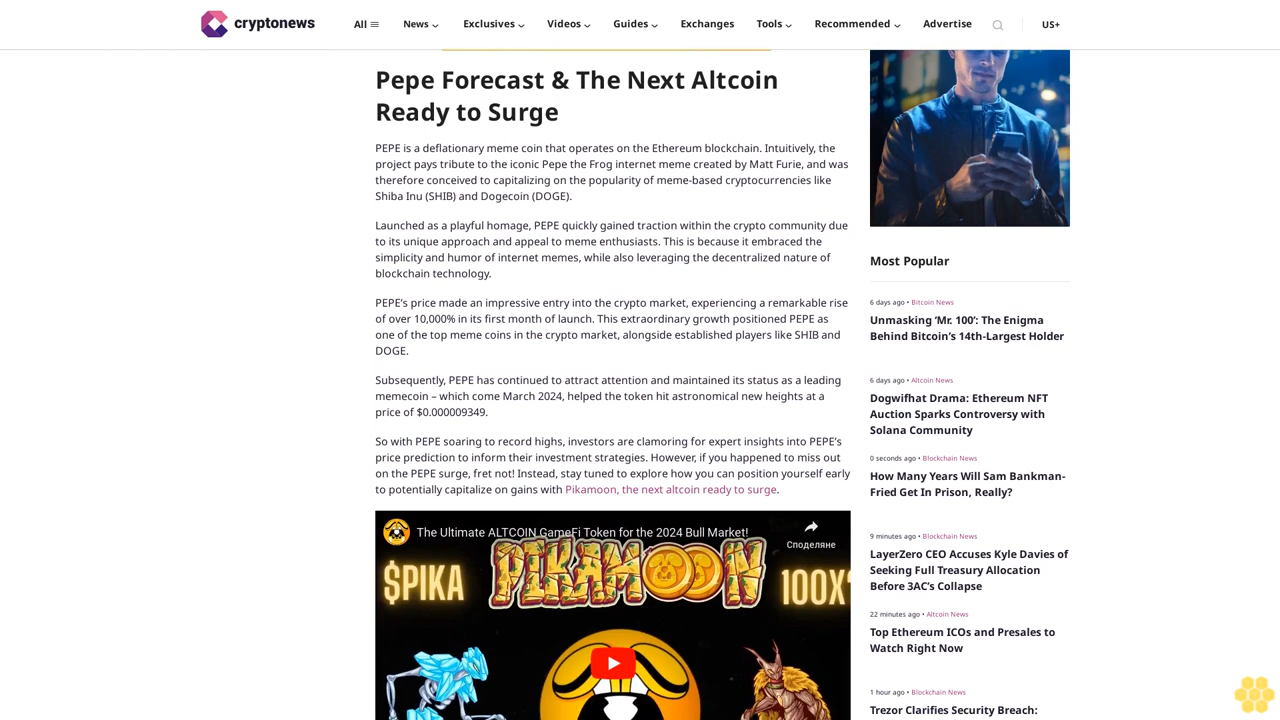 cryptonews
All
News
Exclusives
Videos
Guides
Exchanges
Tools
Recommended
Advertise
US+
Pepe Forecast & The Next Altcoin
Ready to Surge
PEPE is a deflationary meme coin that operates on the Ethereum blockchain. Intuitively, the
project pays tribute to the iconic Pepe the Frog internet meme created by Matt Furie, and was
therefore conceived to capitalizing on the popularity of meme-based cryptocurrencies like
Shiba Inu (SHIB) and Dogecoin (DOGE).
Launched as a playful homage, PEPE quickly gained traction within the crypto community due
to its unique approach and appeal to meme enthusiasts. This is because it embraced the
simplicity and humor of internet memes, while also leveraging the decentralized nature of
blockchain technology.
PEPE's price made an impressive entry into the crypto market, experiencing a remarkable rise
of over 10,000% in its first month of launch. This extraordinary growth positioned PEPE as
one of the top meme coins in the crypto market, alongside established players like SHIB and
DOGE.
Subsequently, PEPE has continued to attract attention and maintained its status as a leading
memecoin – which come March 2024, helped the token hit astronomical new heights at a
price of $0.000009349.
So with PEPE soaring to record highs, investors are clamoring for expert insights into PEPE's
price prediction to inform their investment strategies. However, if you happened to miss out
on the PEPE surge, fret not! Instead, stay tuned to explore how you can position yourself early
to potentially capitalize on gains with Pikamoon, the next altcoin ready to surge.
The Ultimate ALTCOIN GameFi Token for the 2024 Bull Market!
Споделяне
$PIKA
PIKAMOON
100X?
Most Popular
6 days ago • Bitcoin News
Unmasking ‘Mr. 100’: The Enigma
Behind Bitcoin’s 14th-Largest Holder
6 days ago • Altcoin News
Dogwifhat Drama: Ethereum NFT
Auction Sparks Controversy with
Solana Community
0 seconds ago • Blockchain News
How Many Years Will Sam Bankman-
Fried Get In Prison, Really?
9 minutes ago • Blockchain News
LayerZero CEO Accuses Kyle Davies of
Seeking Full Treasury Allocation
Before 3AC’s Collapse
22 minutes ago • Altcoin News
Top Ethereum ICOs and Presales to
Watch Right Now
1 hour ago • Blockchain News
Trezor Clarifies Security Breach: